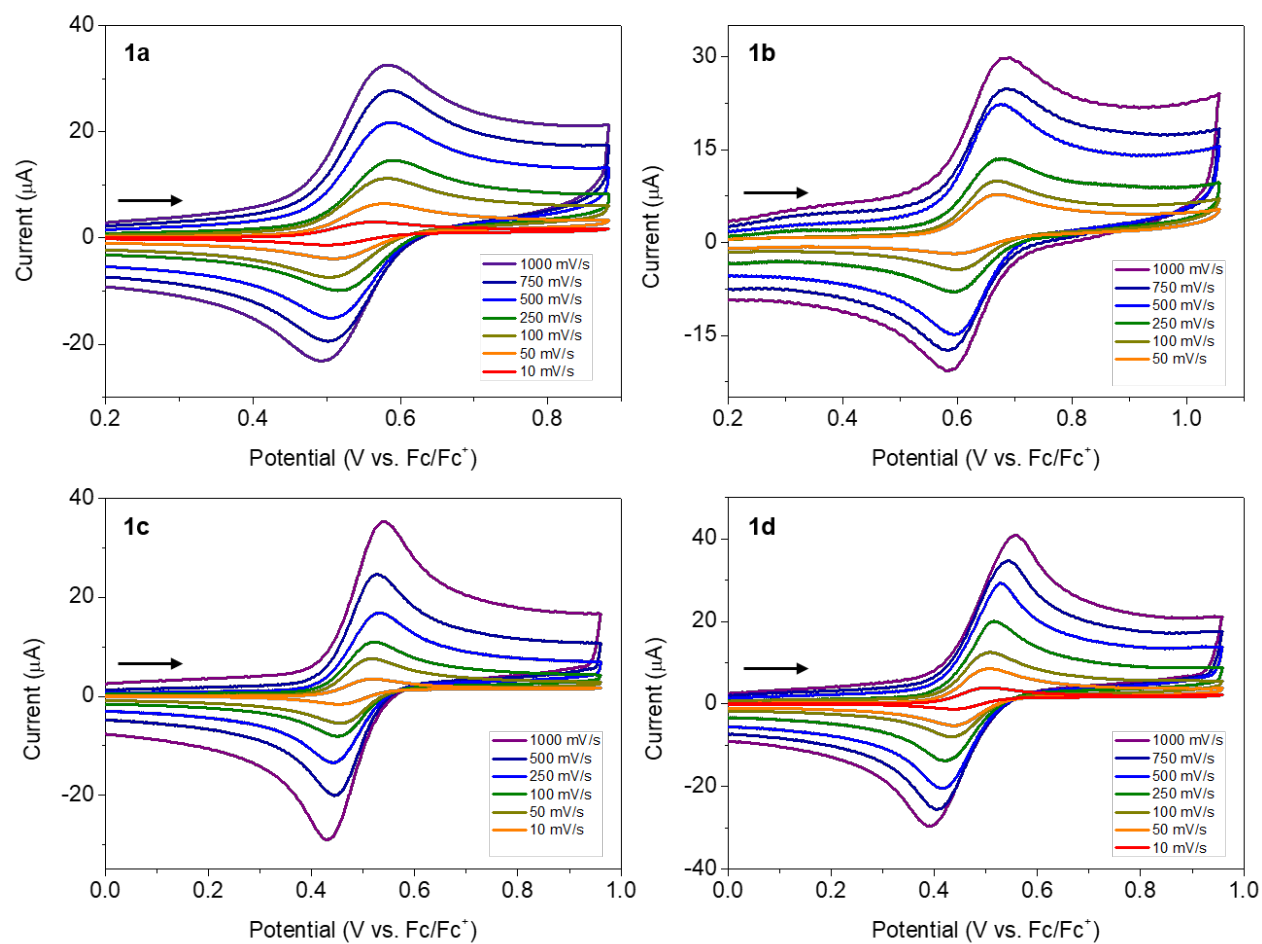 1a
40
20
0
-20
Current (μA)
1000 mV/s
750 mV/s
500 mV/s
250 mV/s
100 mV/s
50 mV/s
10 mV/s
0.2
0.4
0.6
0.8
Potential (V vs. Fc/Fc⁺)
1b
30
15
0
-15
Current (μA)
1000 mV/s
750 mV/s
500 mV/s
250 mV/s
100 mV/s
50 mV/s
0.2
0.4
0.6
0.8
1.0
Potential (V vs. Fc/Fc⁺)
1c
40
20
0
-20
Current (μA)
1000 mV/s
500 mV/s
250 mV/s
100 mV/s
50 mV/s
10 mV/s
0.0
0.2
0.4
0.6
0.8
1.0
Potential (V vs. Fc/Fc⁺)
1d
40
20
0
-20
-40
Current (μA)
1000 mV/s
750 mV/s
500 mV/s
250 mV/s
100 mV/s
50 mV/s
10 mV/s
0.0
0.2
0.4
0.6
0.8
1.0
Potential (V vs. Fc/Fc⁺)